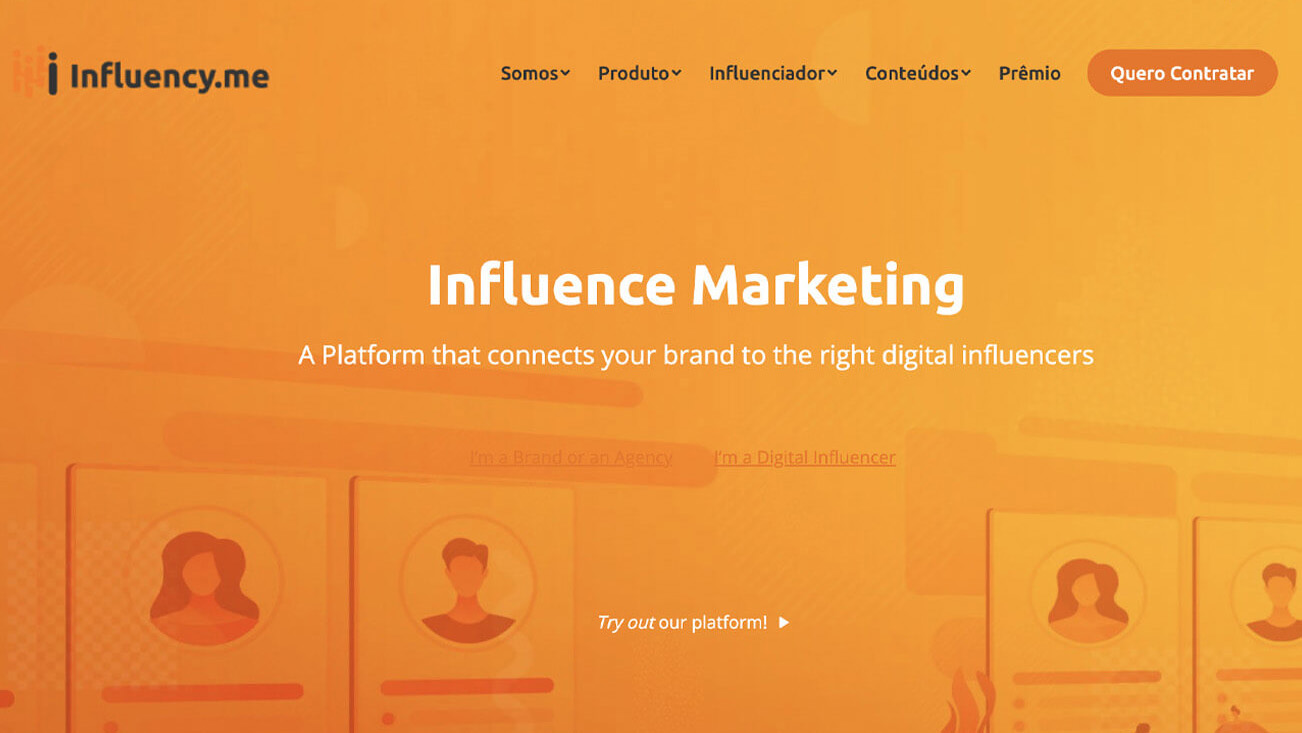 Influency.me
Somos Produto Influenciador Conteúdos Prêmio Quero Contratar
Influence Marketing
A Platform that connects your brand to the right digital influencers
I'm a Brand or an Agency I'm a Digital Influencer
Try out our platform!